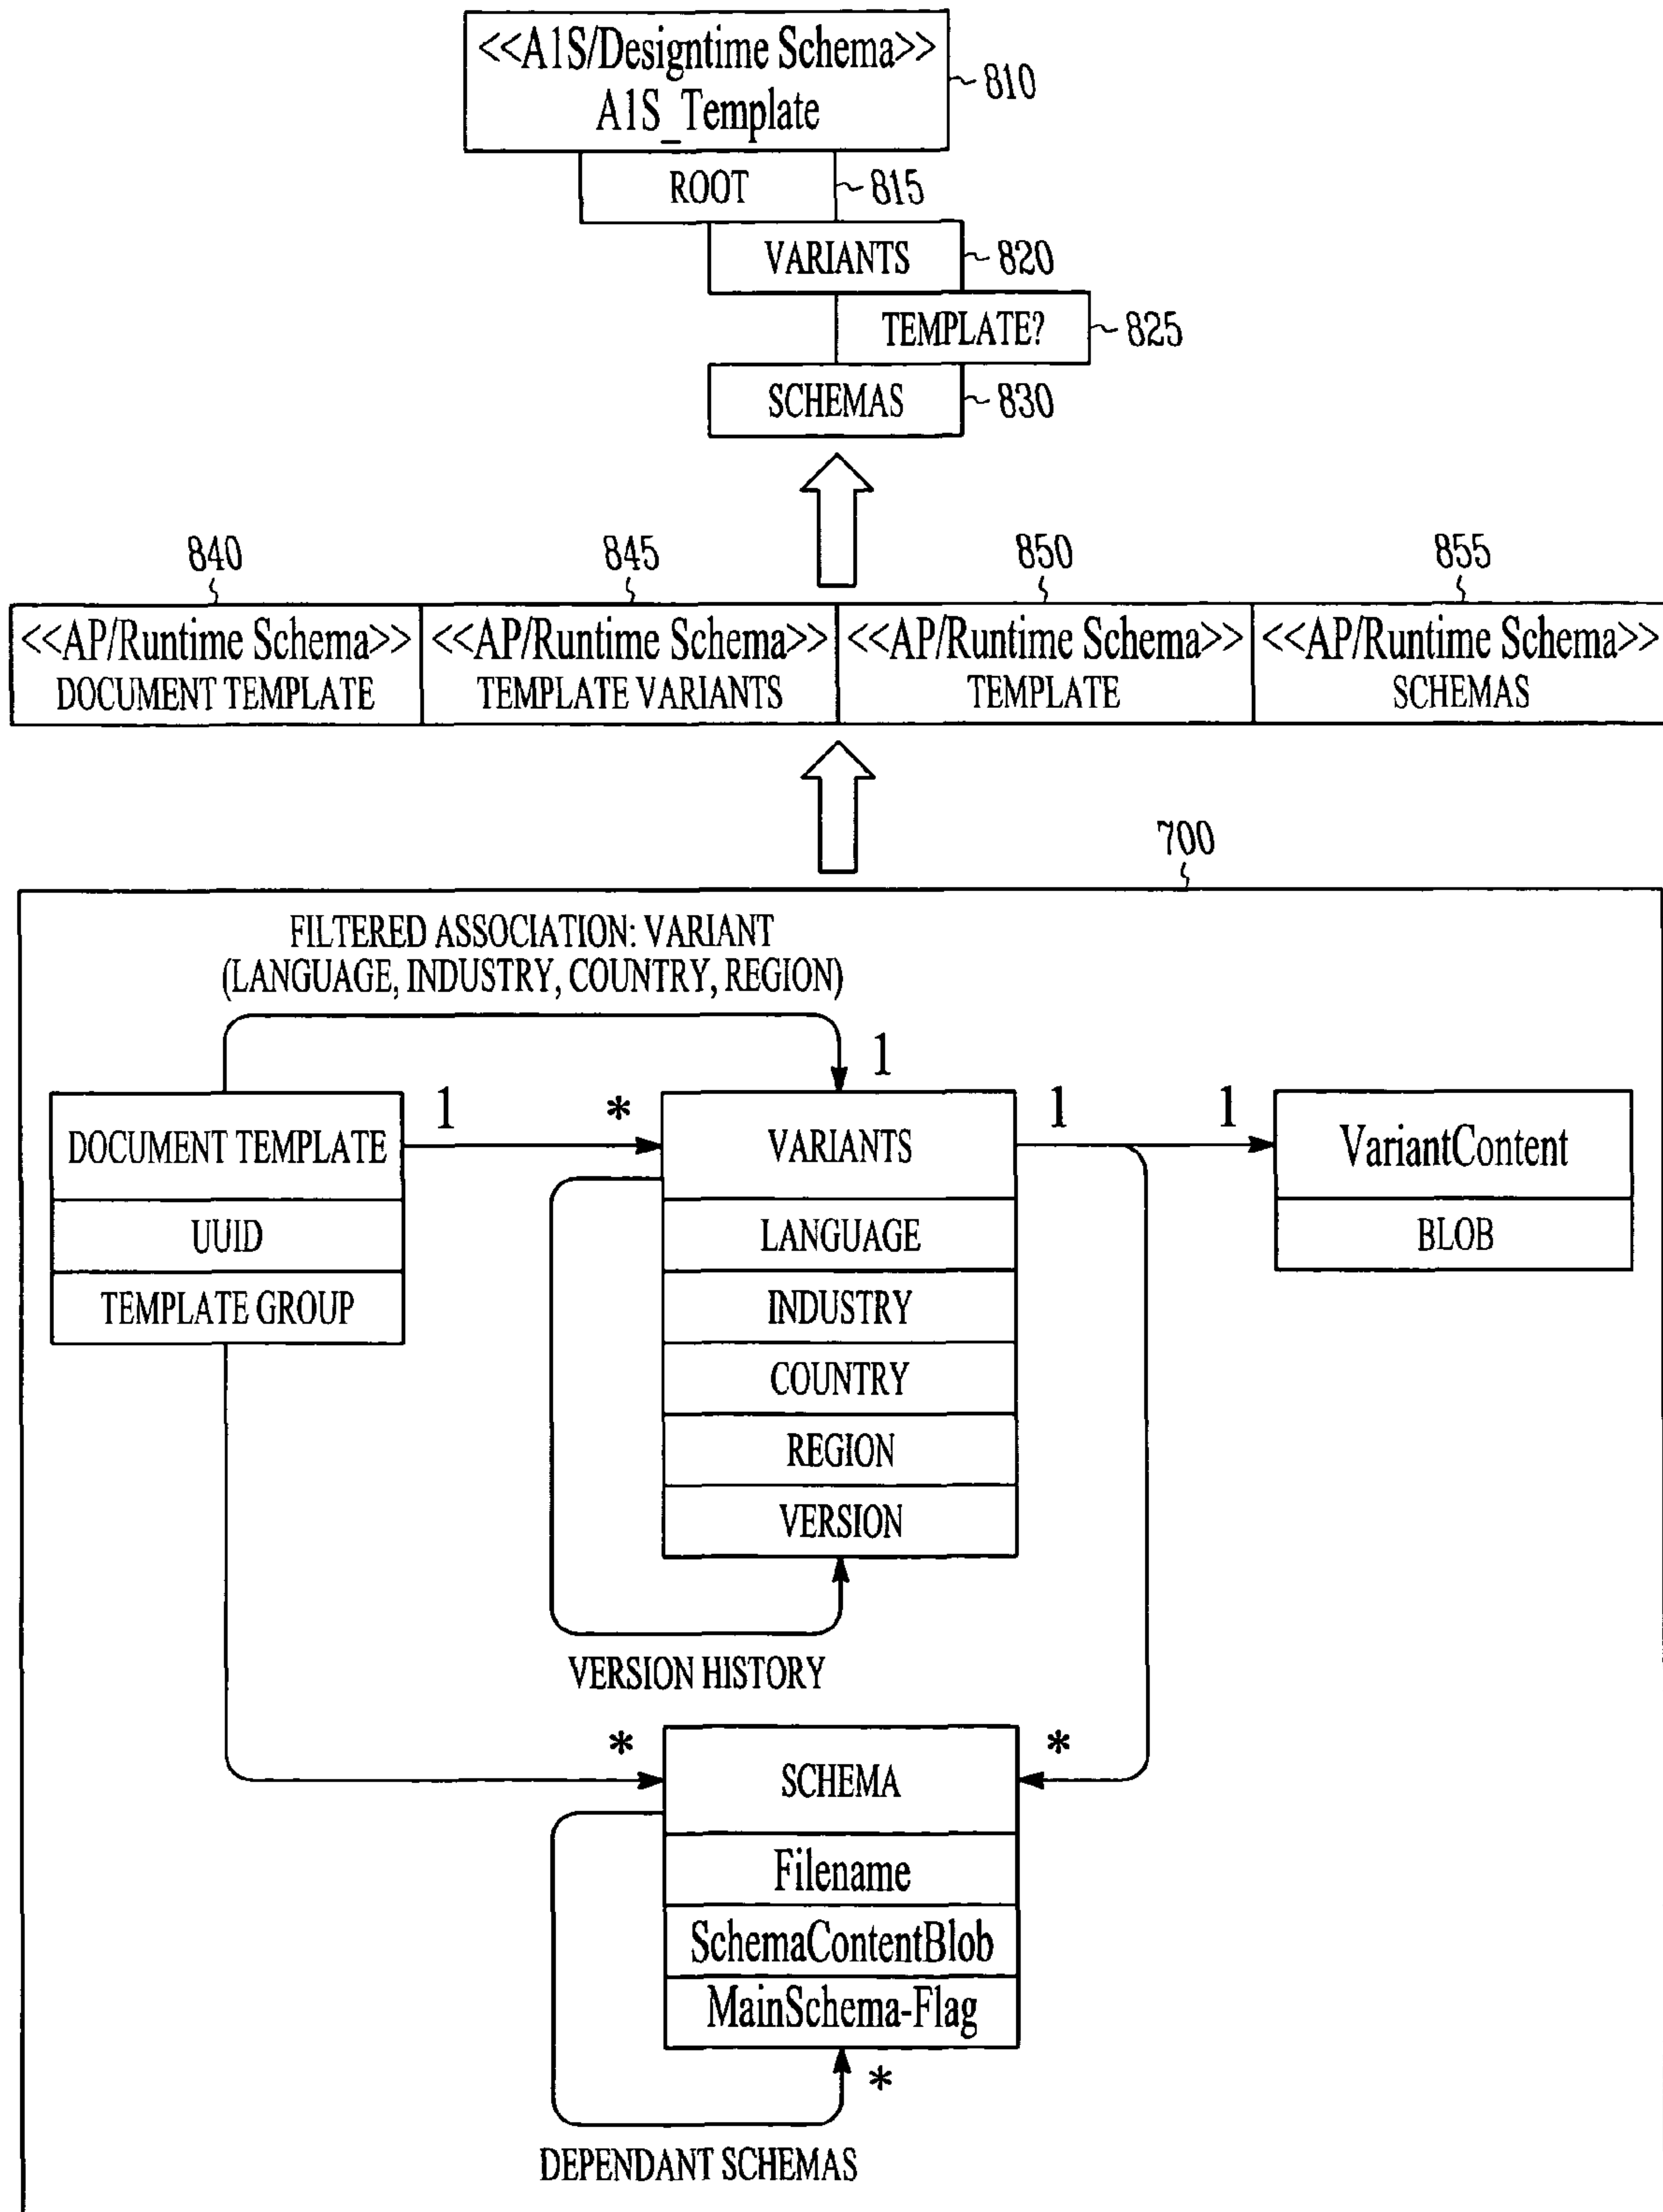 <<A1S/Designtime Schema>>
A1S_Template
810
ROOT
815
VARIANTS
820
TEMPLATE?
825
SCHEMAS
830
840
845
850
855
<<AP/Runtime Schema>>
DOCUMENT TEMPLATE
<<AP/Runtime Schema>>
TEMPLATE VARIANTS
<<AP/Runtime Schema>>
TEMPLATE
<<AP/Runtime Schema>>
SCHEMAS
700
FILTERED ASSOCIATION: VARIANT
(LANGUAGE, INDUSTRY, COUNTRY, REGION)
1
1
*
1
1
DOCUMENT TEMPLATE
UUID
TEMPLATE GROUP
VARIANTS
LANGUAGE
INDUSTRY
COUNTRY
REGION
VERSION
VariantContent
BLOB
VERSION HISTORY
*
*
SCHEMA
Filename
SchemaContentBlob
MainSchema-Flag
*
DEPENDANT SCHEMAS